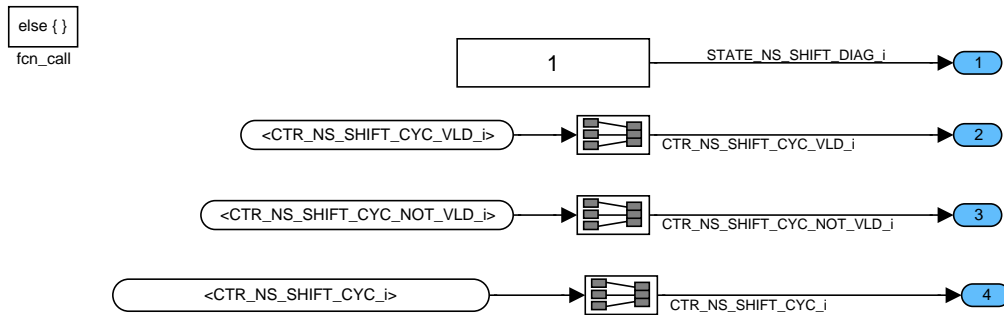 else { }
fcn_call
1
STATE_NS_SHIFT_DIAG_i
1
<CTR_NS_SHIFT_CYC_VLD_i>
CTR_NS_SHIFT_CYC_VLD_i
2
<CTR_NS_SHIFT_CYC_NOT_VLD_i>
CTR_NS_SHIFT_CYC_NOT_VLD_i
3
<CTR_NS_SHIFT_CYC_i>
CTR_NS_SHIFT_CYC_i
4